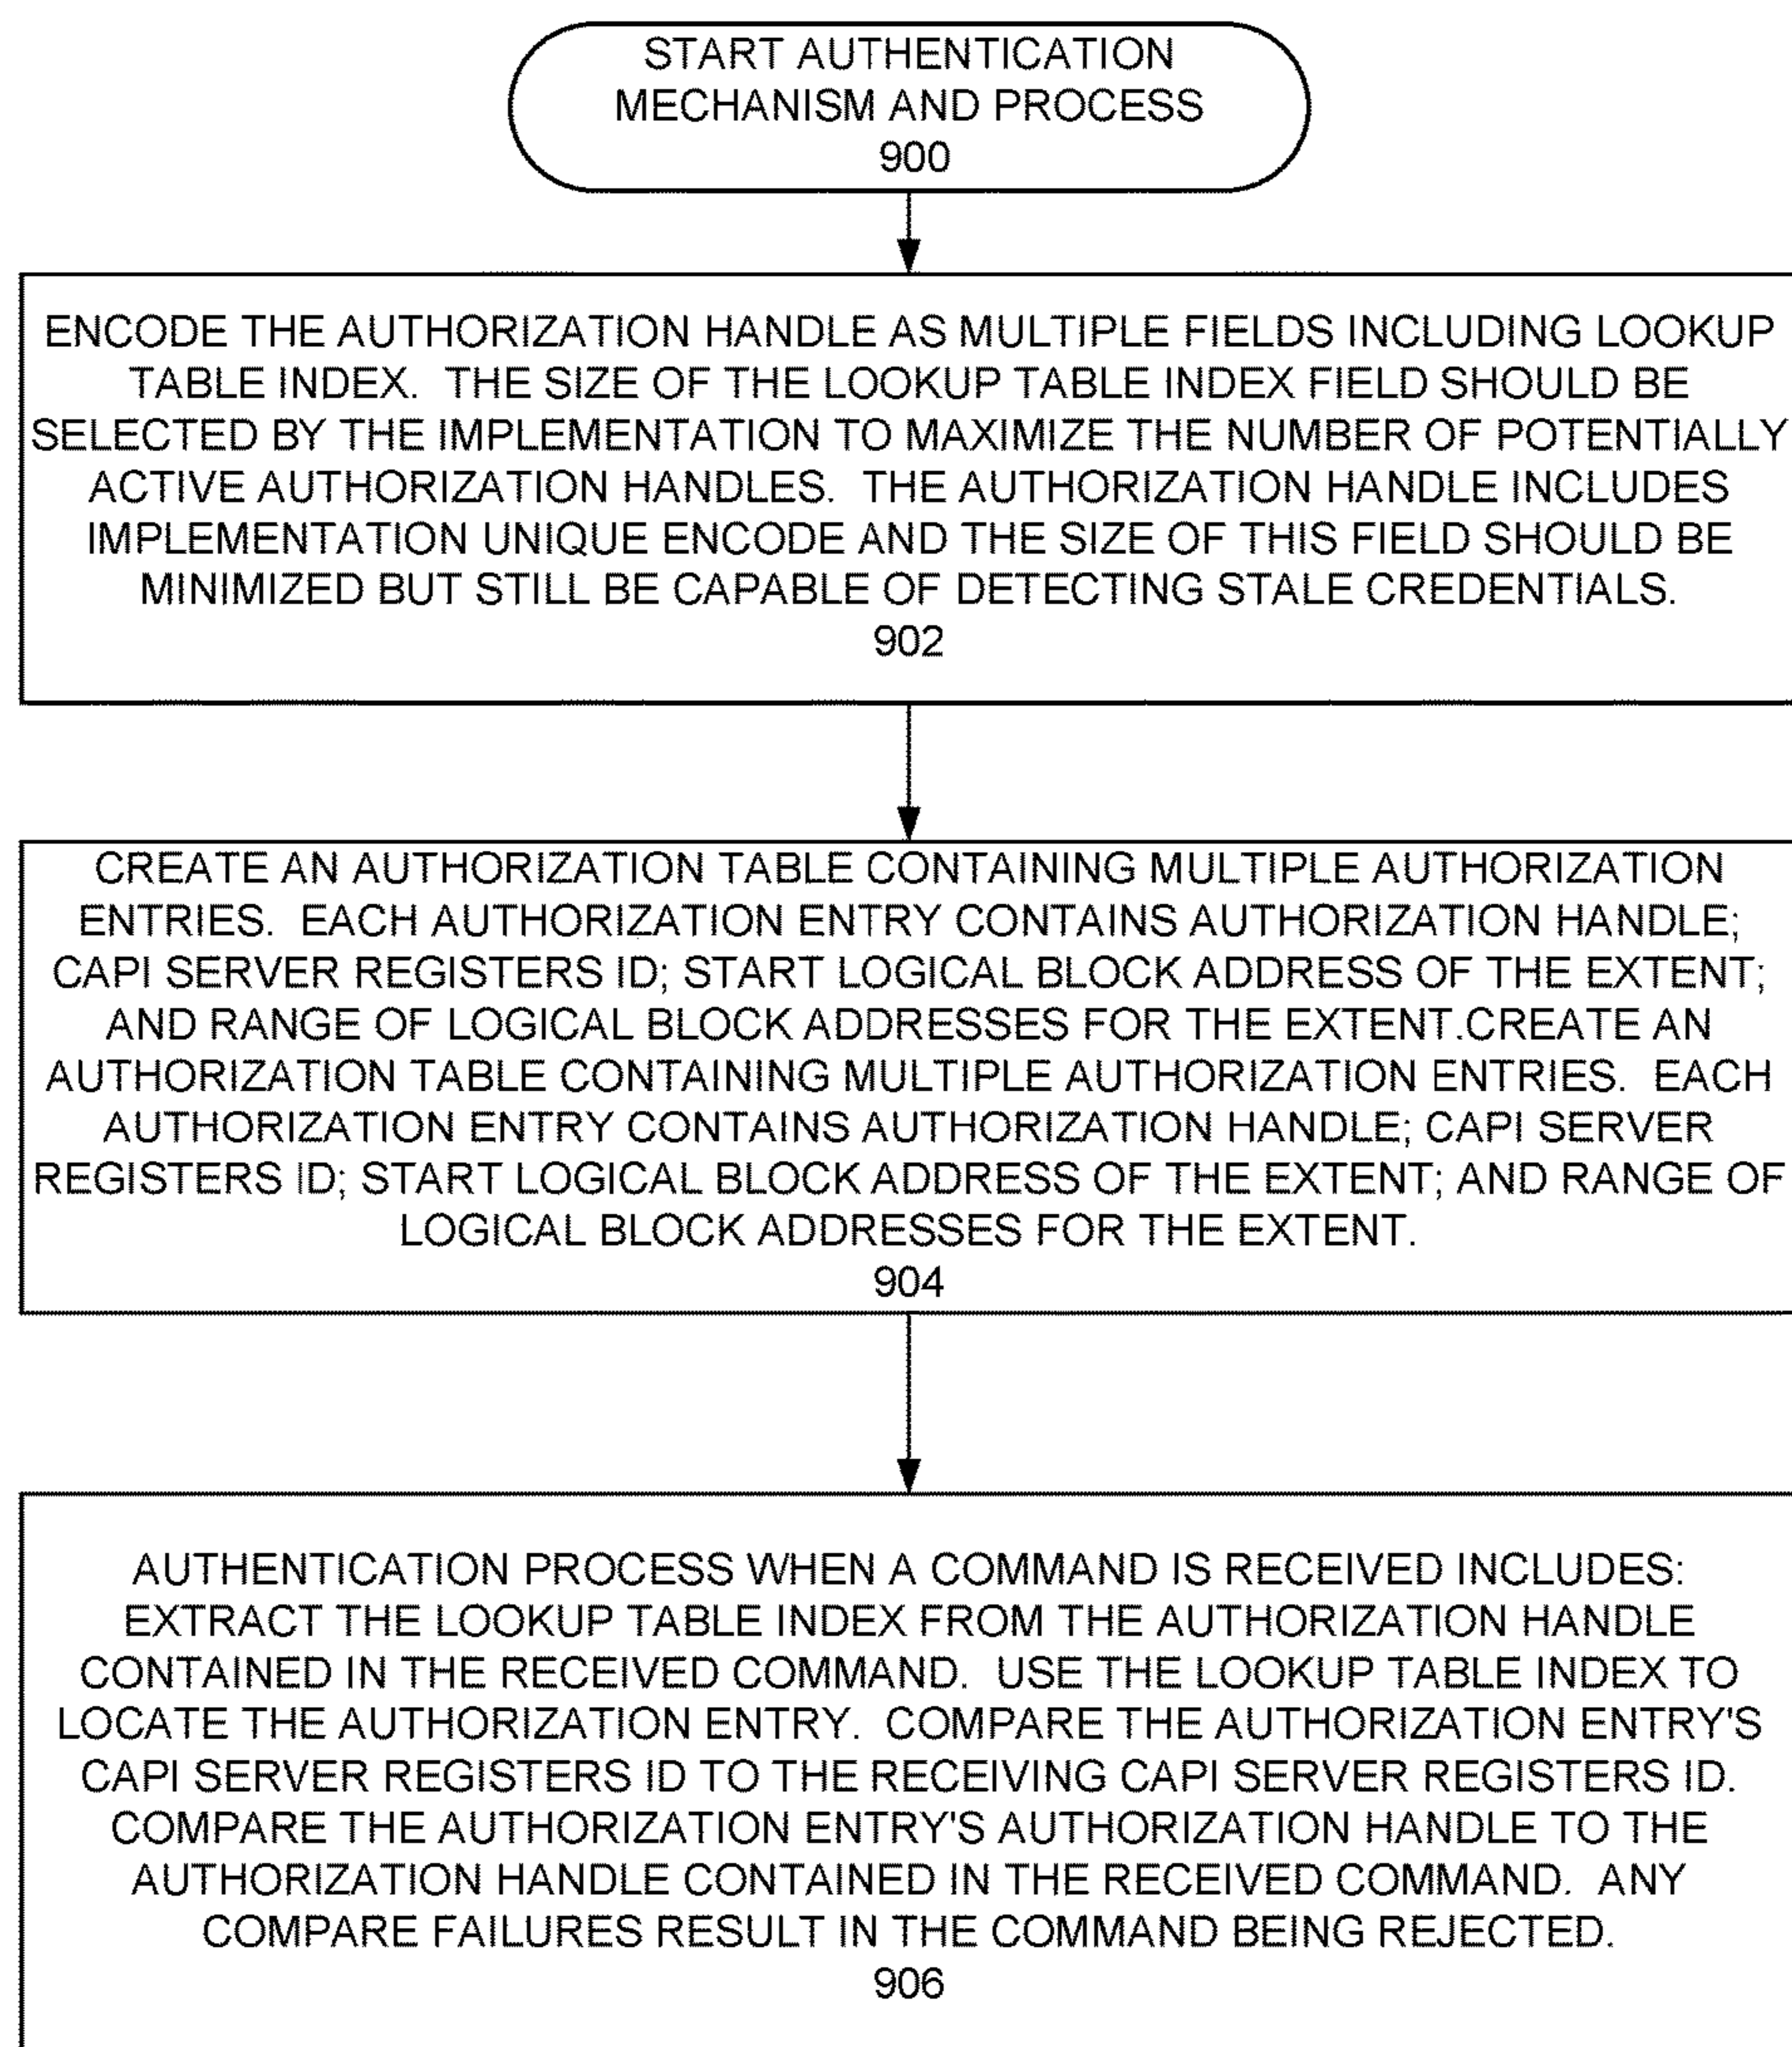 START AUTHENTICATION
MECHANISM AND PROCESS
900
ENCODE THE AUTHORIZATION HANDLE AS MULTIPLE FIELDS INCLUDING LOOKUP
TABLE INDEX.  THE SIZE OF THE LOOKUP TABLE INDEX FIELD SHOULD BE
SELECTED BY THE IMPLEMENTATION TO MAXIMIZE THE NUMBER OF POTENTIALLY
ACTIVE AUTHORIZATION HANDLES.  THE AUTHORIZATION HANDLE INCLUDES
IMPLEMENTATION UNIQUE ENCODE AND THE SIZE OF THIS FIELD SHOULD BE
MINIMIZED BUT STILL BE CAPABLE OF DETECTING STALE CREDENTIALS.
902
CREATE AN AUTHORIZATION TABLE CONTAINING MULTIPLE AUTHORIZATION
ENTRIES.  EACH AUTHORIZATION ENTRY CONTAINS AUTHORIZATION HANDLE;
CAPI SERVER REGISTERS ID; START LOGICAL BLOCK ADDRESS OF THE EXTENT;
AND RANGE OF LOGICAL BLOCK ADDRESSES FOR THE EXTENT.CREATE AN
AUTHORIZATION TABLE CONTAINING MULTIPLE AUTHORIZATION ENTRIES.  EACH
AUTHORIZATION ENTRY CONTAINS AUTHORIZATION HANDLE; CAPI SERVER
REGISTERS ID; START LOGICAL BLOCK ADDRESS OF THE EXTENT; AND RANGE OF
LOGICAL BLOCK ADDRESSES FOR THE EXTENT.
904
AUTHENTICATION PROCESS WHEN A COMMAND IS RECEIVED INCLUDES:
EXTRACT THE LOOKUP TABLE INDEX FROM THE AUTHORIZATION HANDLE
CONTAINED IN THE RECEIVED COMMAND.  USE THE LOOKUP TABLE INDEX TO
LOCATE THE AUTHORIZATION ENTRY.  COMPARE THE AUTHORIZATION ENTRY'S
CAPI SERVER REGISTERS ID TO THE RECEIVING CAPI SERVER REGISTERS ID.
COMPARE THE AUTHORIZATION ENTRY'S AUTHORIZATION HANDLE TO THE
AUTHORIZATION HANDLE CONTAINED IN THE RECEIVED COMMAND.  ANY
COMPARE FAILURES RESULT IN THE COMMAND BEING REJECTED.
906